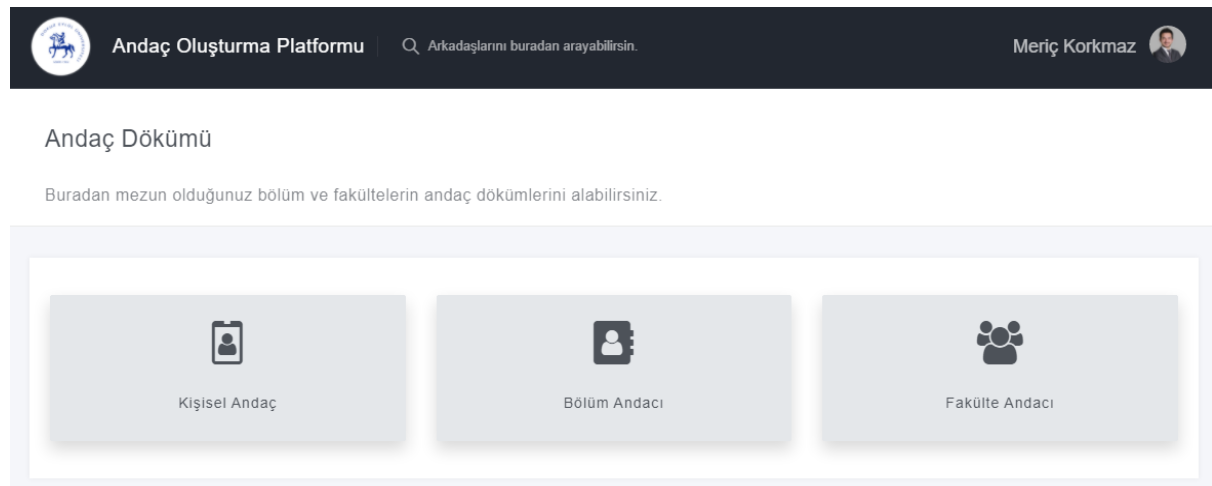 Andaç Oluşturma Platformu
Arkadaşlarını buradan arayabilirsin.
Meriç Korkmaz
Andaç Dökümü
Buradan mezun olduğunuz bölüm ve fakültelerin andaç dökümlerini alabilirsiniz.
Kişisel Andaç
Bölüm Andacı
Fakülte Andacı